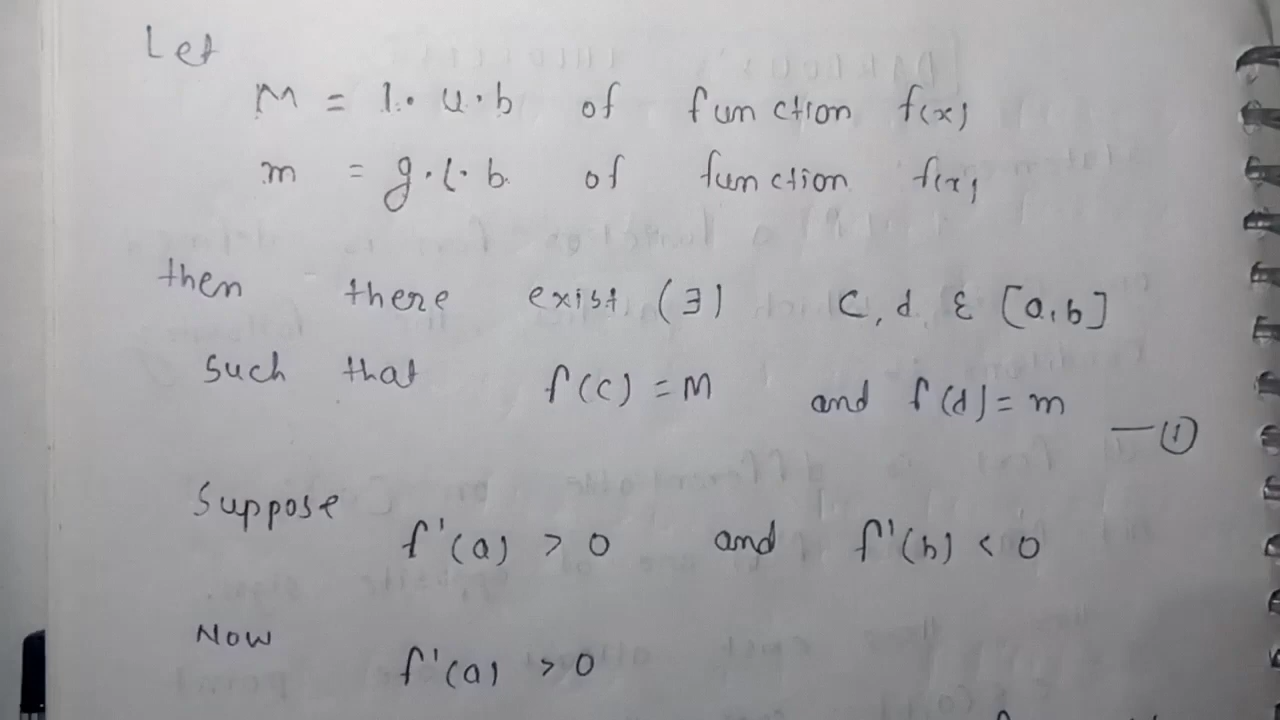 Let
M = l.u.b of function f(x)
m = g.l.b. of function f(x)
then there exist (∃) c, d, ε [a,b]
such that f(c) = M and f(d) = m —①
Suppose
f'(a) > 0 and f'(b) < 0
Now
f'(a) > 0